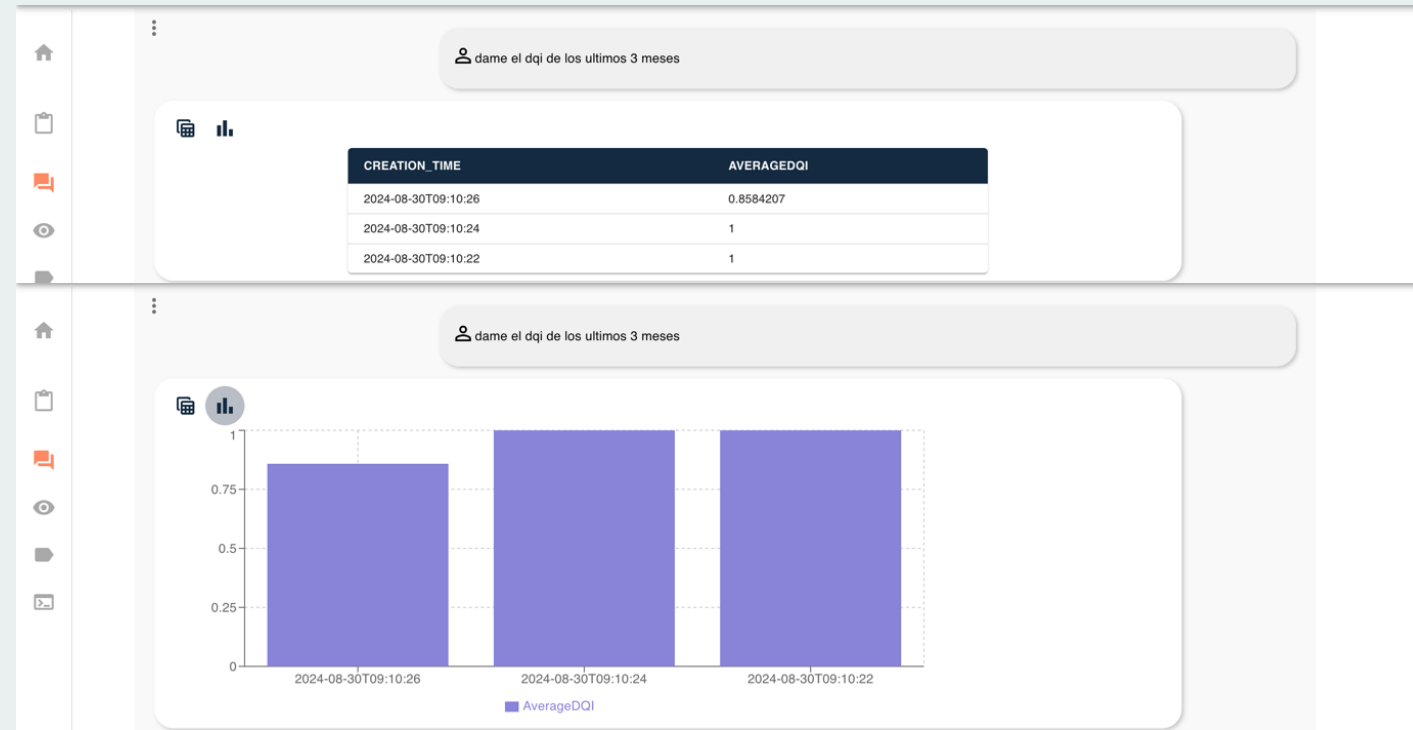 dame el dqi de los ultimos 3 meses
CREATION_TIME AVERAGEDQI
2024-08-30T09:10:26 0.8584207
2024-08-30T09:10:24 1
2024-08-30T09:10:22 1
dame el dqi de los ultimos 3 meses
1
0.75
0.5
0.25
0
2024-08-30T09:10:26 2024-08-30T09:10:24 2024-08-30T09:10:22
AverageDQI